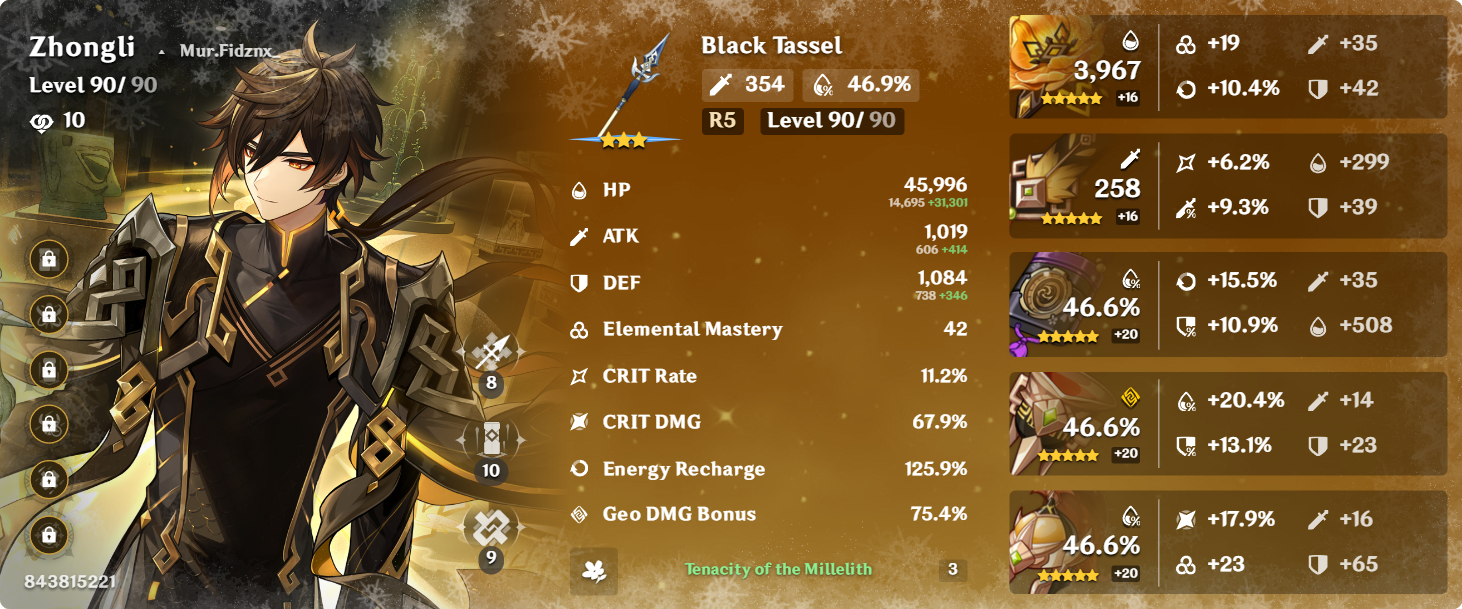 Zhongli • Mur.Fidznx
Level 90/ 90
10
8
10
9
843815221
Black Tassel
354 46.9%
R5 Level 90/ 90
HP 45,996
14,695 +31,301
ATK 1,019
606 +414
DEF 1,084
738 +346
Elemental Mastery 42
CRIT Rate 11.2%
CRIT DMG 67.9%
Energy Recharge 125.9%
Geo DMG Bonus 75.4%
Tenacity of the Millelith 3
3,967
+16
+19 +35
+10.4% +42
258
+16
+6.2% +299
+9.3% +39
46.6%
+20
+15.5% +35
+10.9% +508
46.6%
+20
+20.4% +14
+13.1% +23
46.6%
+20
+17.9% +16
+23 +65